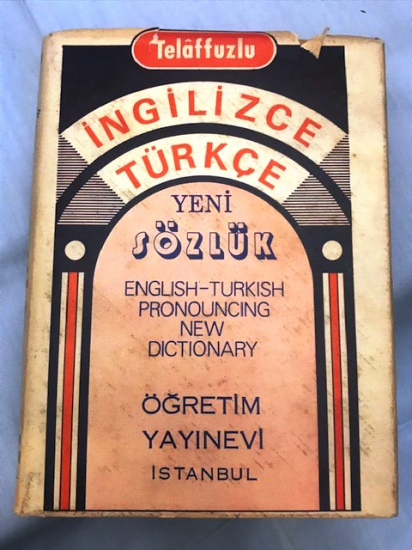 Telâffuzlu
İNGİLİZCE
TÜRKÇE
YENİ
SÖZLÜK
ENGLISH-TURKISH
PRONOUNCING
NEW
DICTIONARY
ÖĞRETİM
YAYINEVİ
İSTANBUL